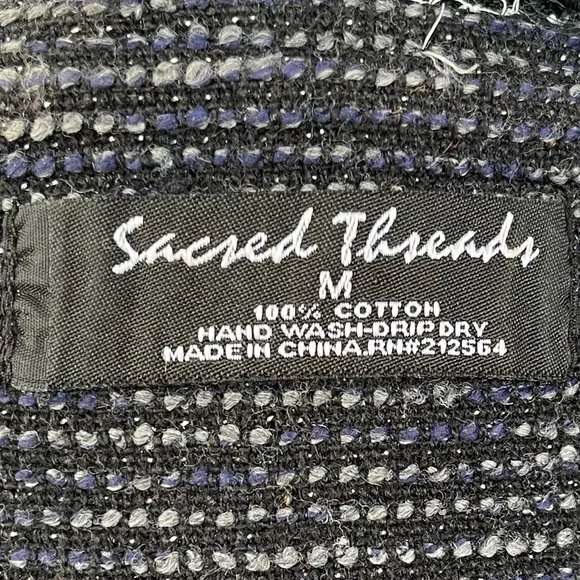 Sacred Threads
M
100% COTTON
HAND WASH-DRIP DRY
MADE IN CHINA.RN#212564